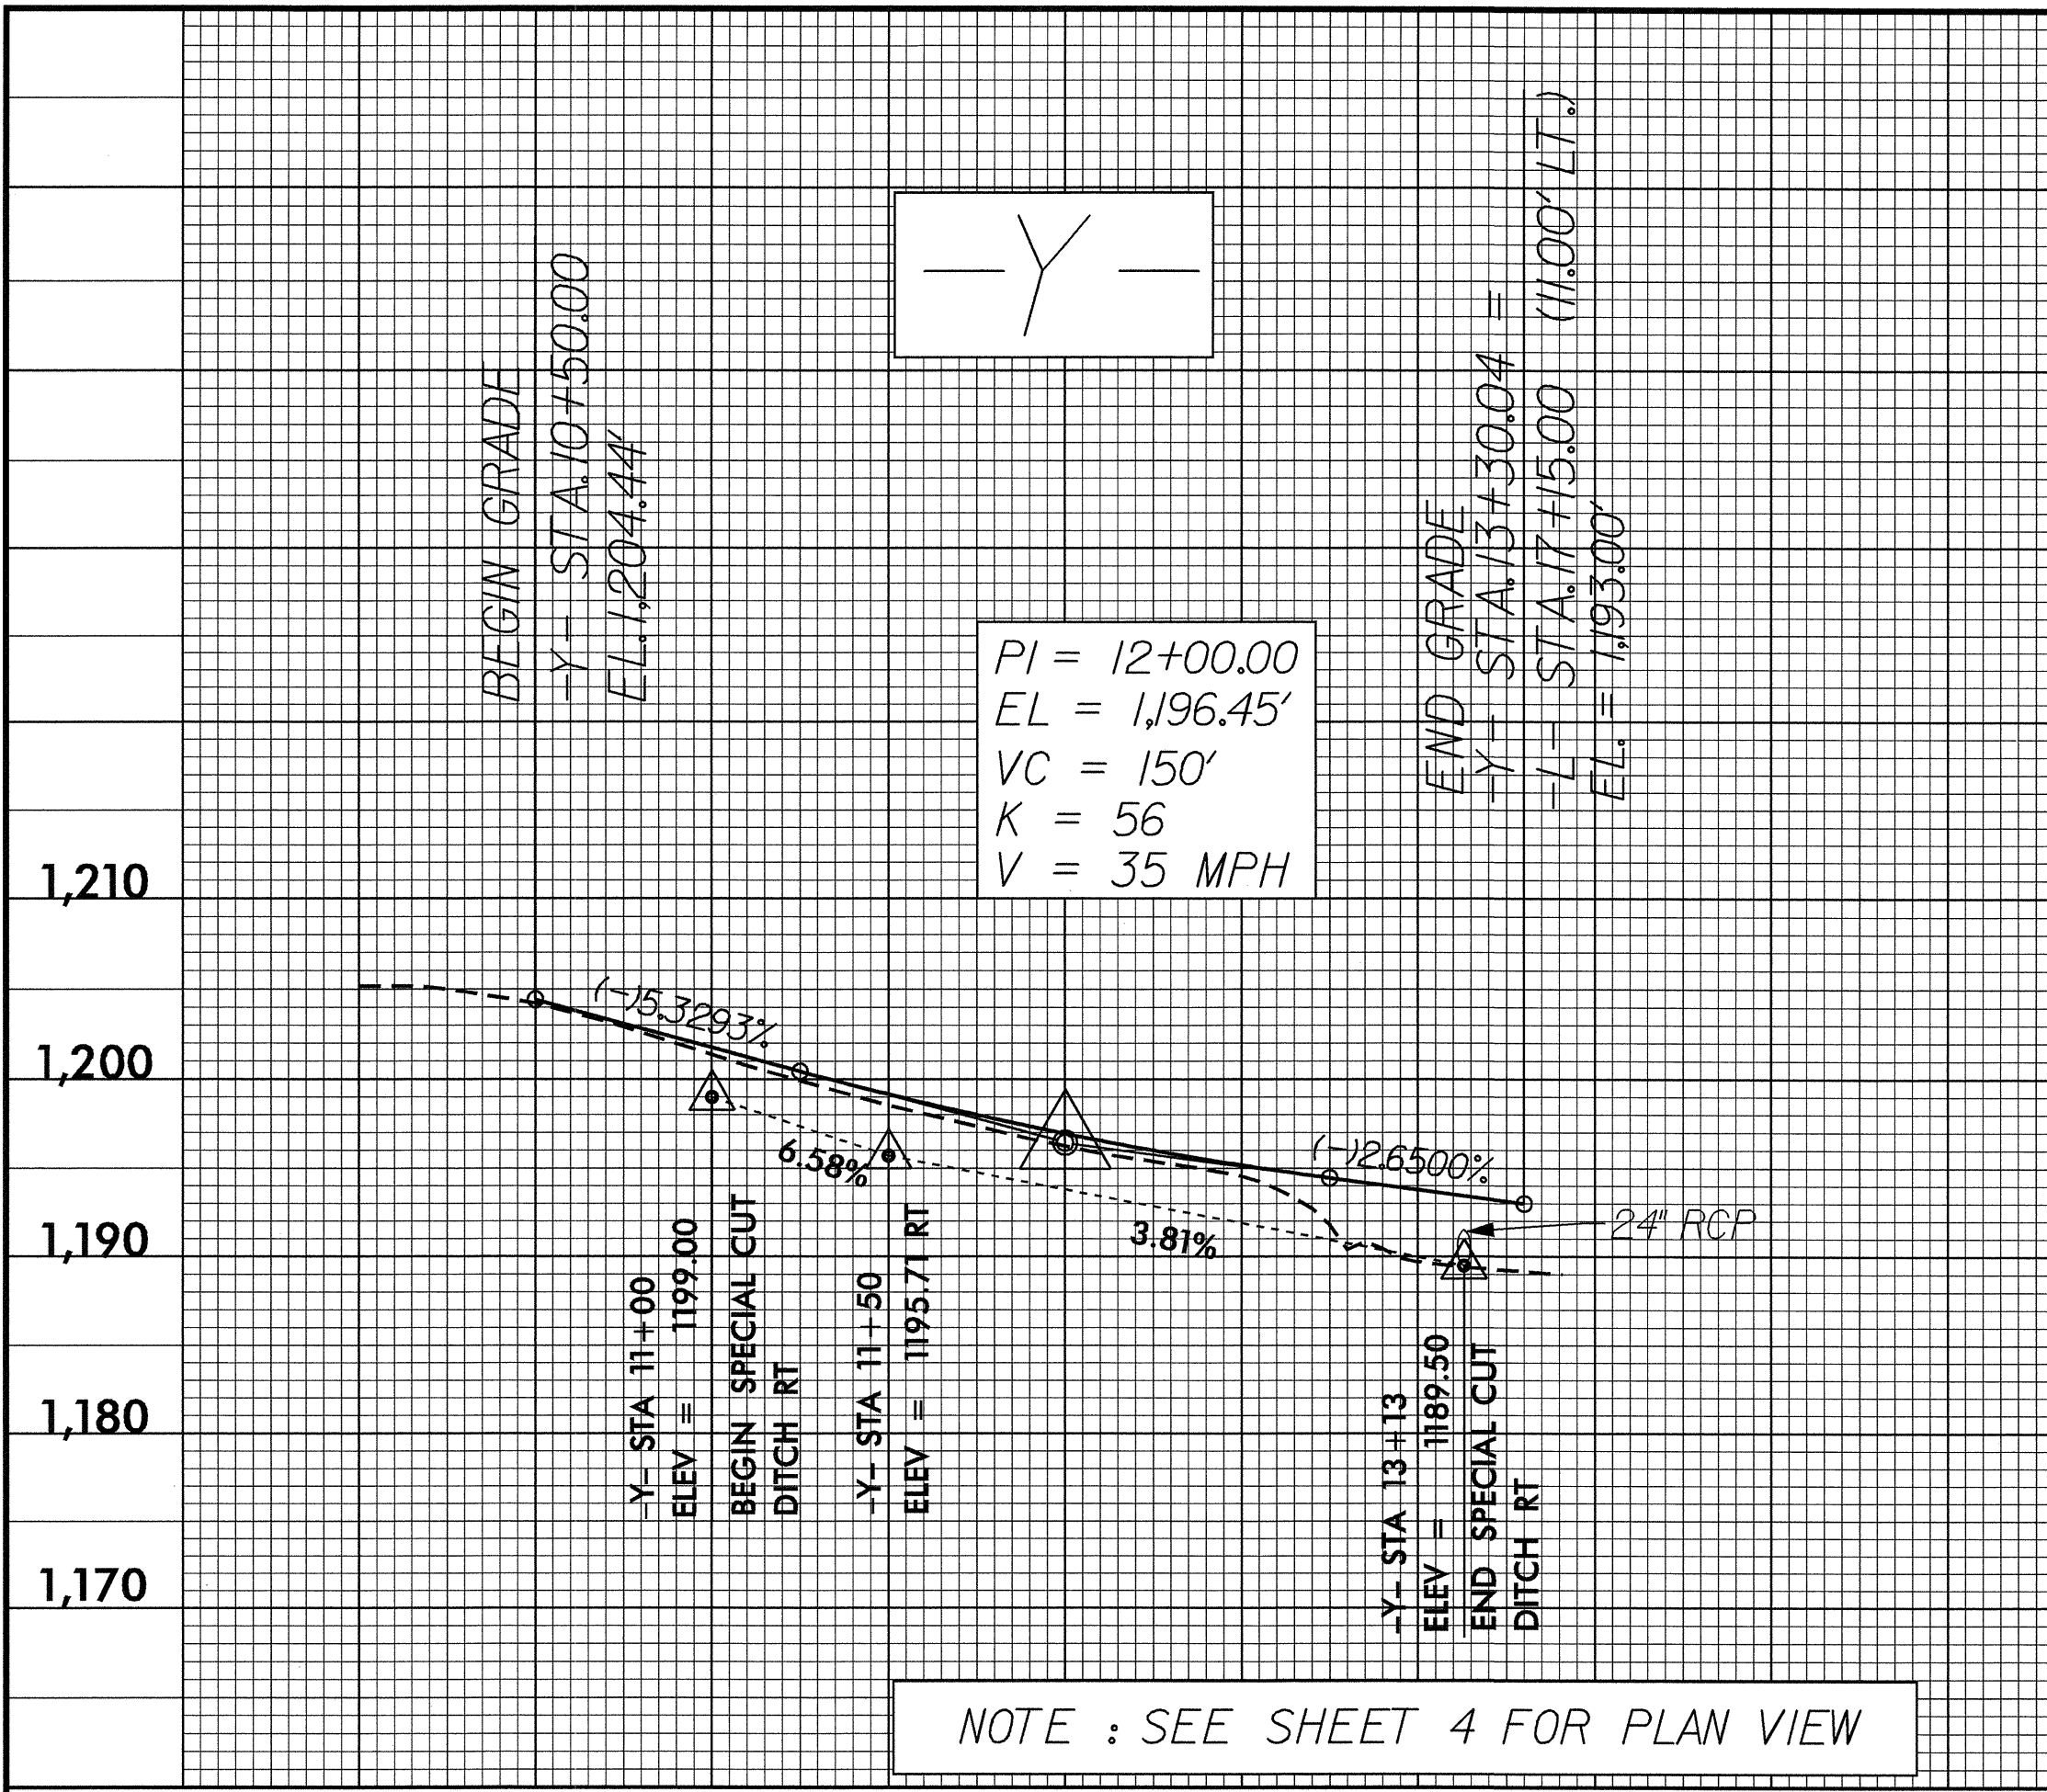 — Y —
BEGIN GRADE
-Y- STA. 10+50.00
EL. 1,204.44'
END GRADE
-Y- STA. 13+30.04 =
-L- STA. 17+15.00 (11.00' LT.)
EL. = 1,193.00'
PI = 12+00.00
EL = 1,196.45'
VC = 150'
K = 56
V = 35 MPH
1,210
1,200
1,190
1,180
1,170
(-)5.3293%
(-)2.6500%
6.58%
3.81%
24" RCP
-Y- STA 11+00
ELEV = 1199.00
BEGIN SPECIAL CUT
DITCH RT
-Y- STA 11+50
ELEV = 1195.71 RT
-Y- STA 13+13
ELEV = 1189.50
END SPECIAL CUT
DITCH RT
NOTE : SEE SHEET 4 FOR PLAN VIEW